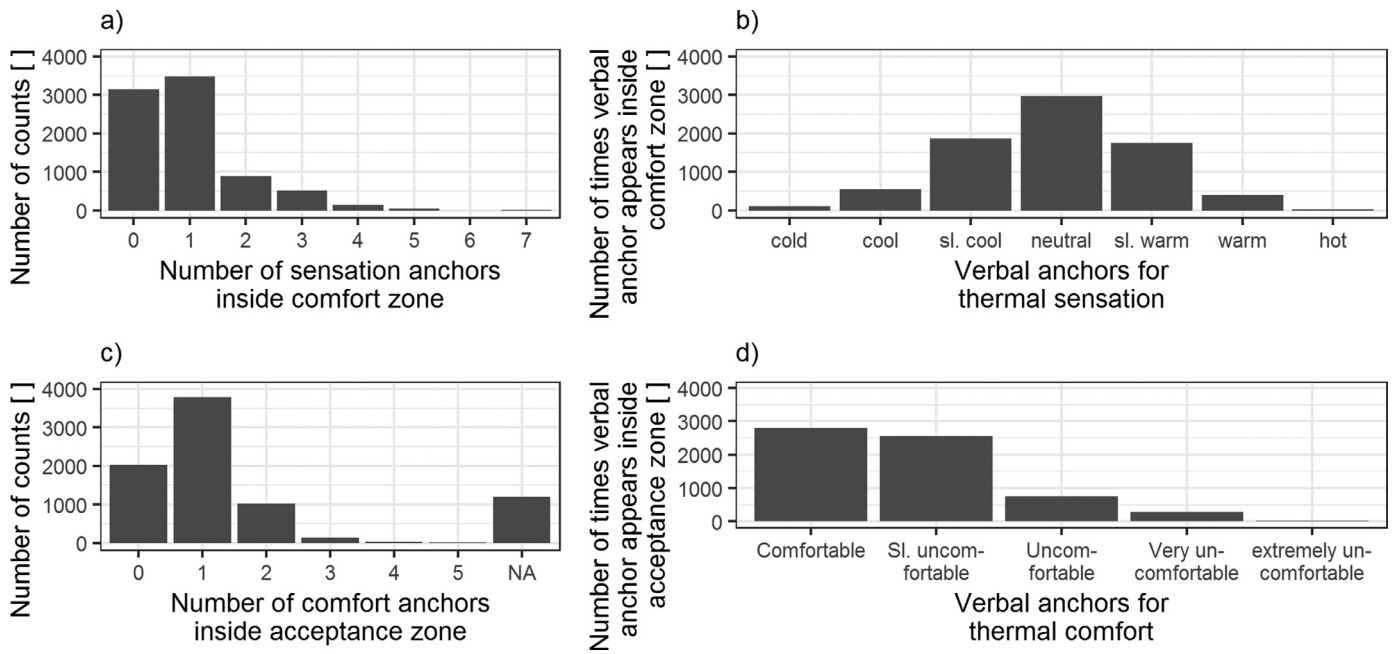 a)
Number of counts [ ]
4000
3000
2000
1000
0
0 1 2 3 4 5 6 7
Number of sensation anchors
inside comfort zone
b)
Number of times verbal
anchor appears inside
comfort zone [ ]
4000
3000
2000
1000
0
cold cool sl. cool neutral sl. warm warm hot
Verbal anchors for
thermal sensation
c)
Number of counts [ ]
4000
3000
2000
1000
0
0 1 2 3 4 5 NA
Number of comfort anchors
inside acceptance zone
d)
Number of times verbal
anchor appears inside
acceptance zone [ ]
4000
3000
2000
1000
0
Comfortable Sl. uncom- Uncom- Very un- extremely un-
fortable fortable comfortable comfortable
Verbal anchors for
thermal comfort